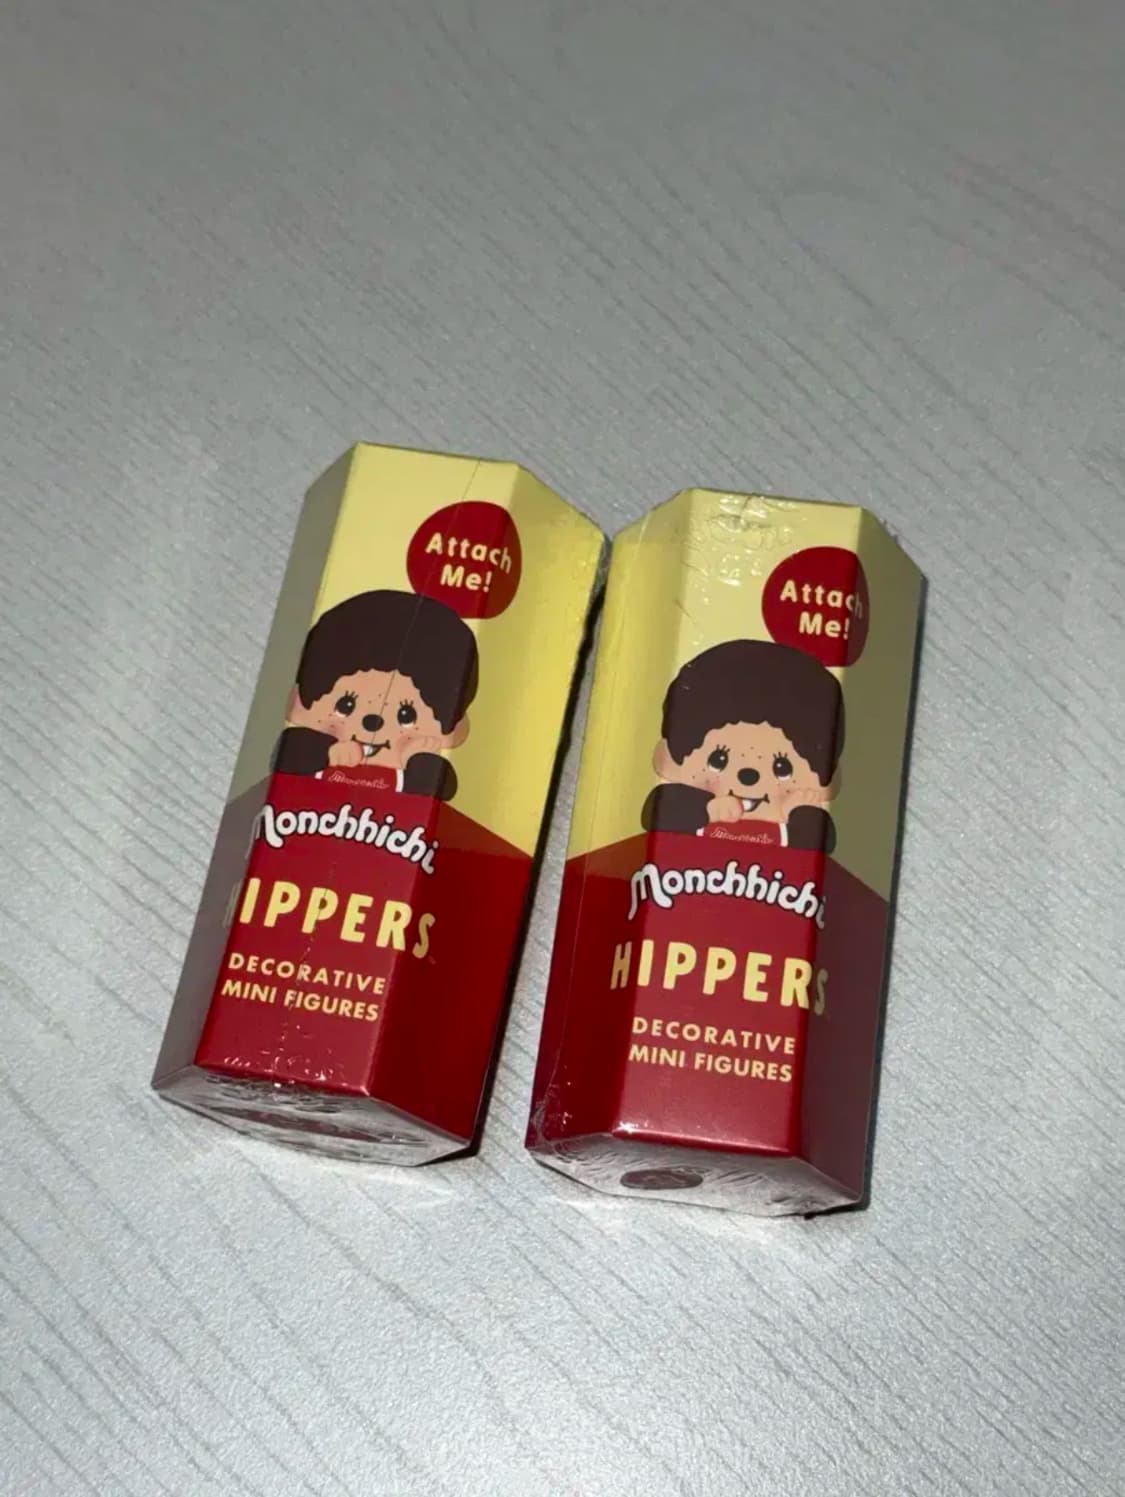 Attach
Me!
Monchhichi
HIPPERS
DECORATIVE
MINI FIGURES
Attach
Me!
Monchhichi
HIPPERS
DECORATIVE
MINI FIGURES